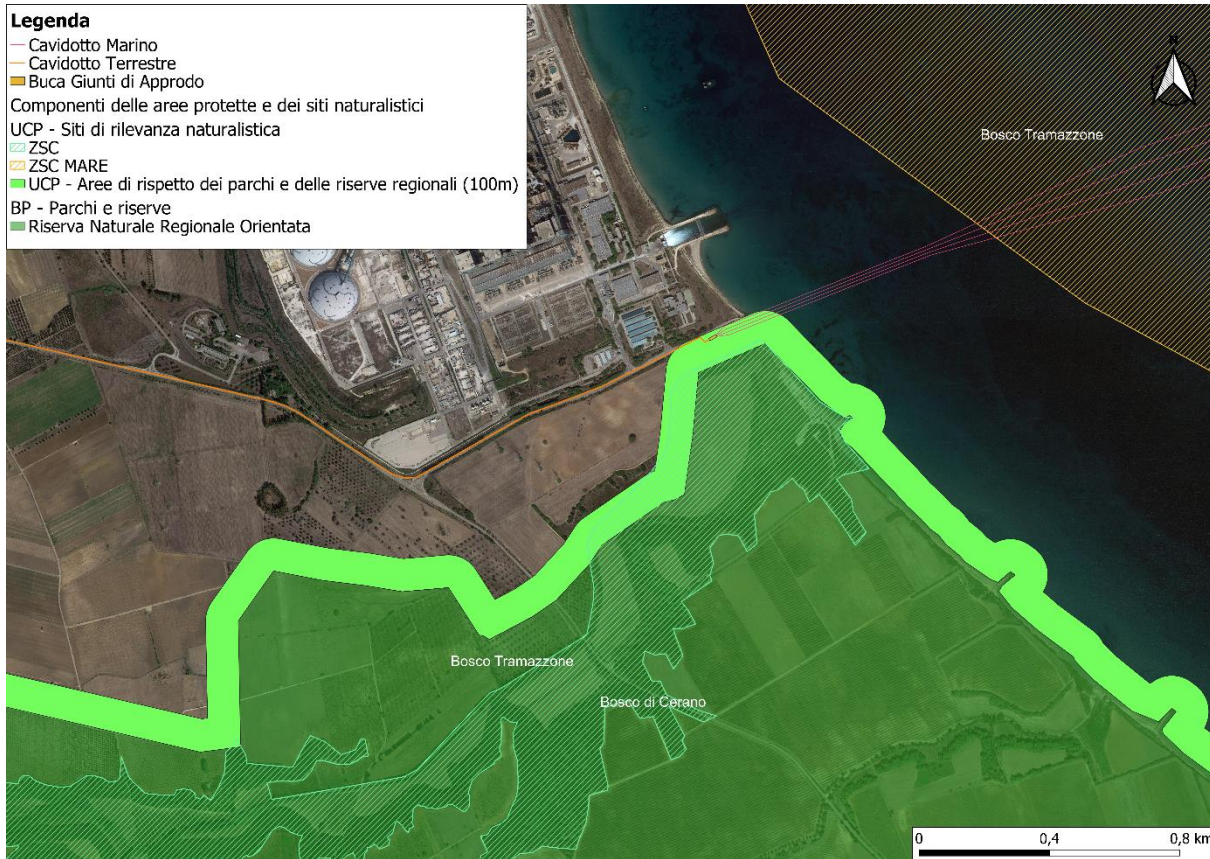 Legenda
Cavidotto Marino
Cavidotto Terrestre
Buca Giunti di Approdo
Componenti delle aree protette e dei siti naturalistici
UCP - Siti di rilevanza naturalistica
ZSC
ZSC MARE
UCP - Aree di rispetto dei parchi e delle riserve regionali (100m)
BP - Parchi e riserve
Riserva Naturale Regionale Orientata
N
Bosco Tramazzone
Bosco Tramazzone
Bosco di Cerano
0 0,4 0,8 km